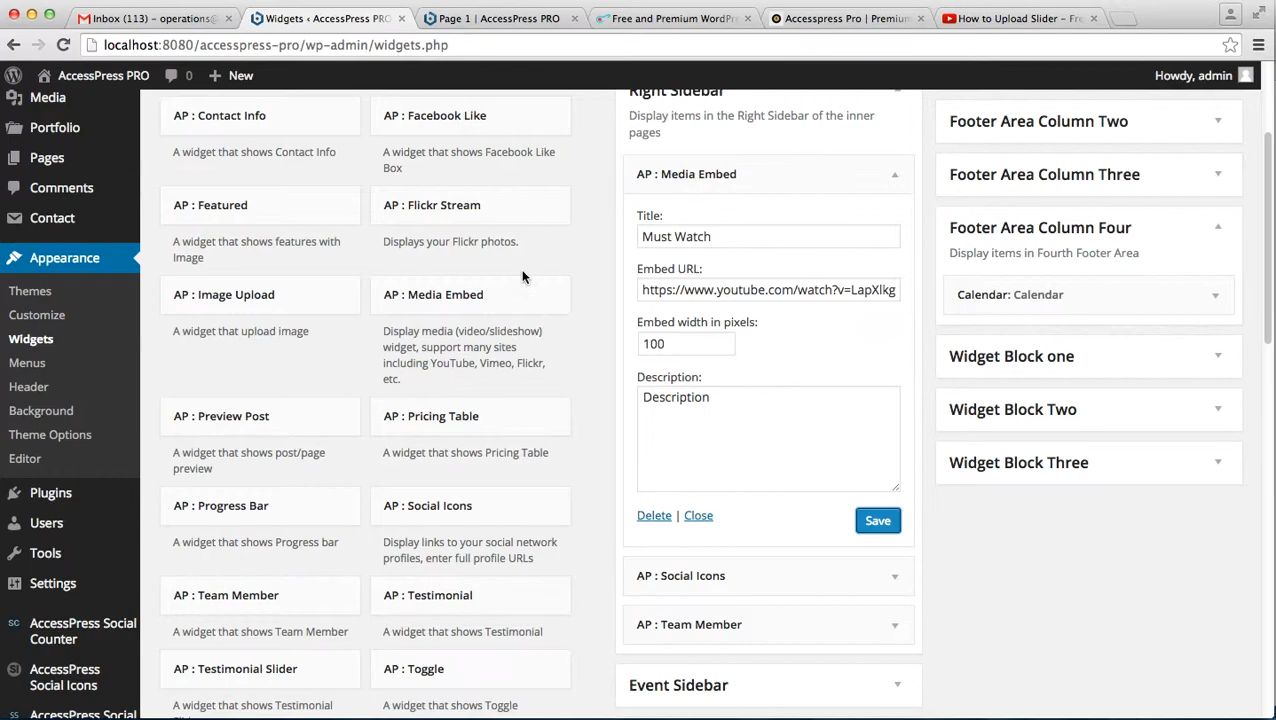 Inbox (113) – operations@
Widgets ‹ AccessPress PRO
Page 1 | AccessPress PRO
Free and Premium WordPre
Accesspress Pro | Premium
How to Upload Slider – Fre
localhost:8080/accesspress-pro/wp-admin/widgets.php
AccessPress PRO
0
New
Howdy, admin
Media
Portfolio
Pages
Comments
Contact
Appearance
Themes
Customize
Widgets
Menus
Header
Background
Theme Options
Editor
Plugins
Users
Tools
Settings
AccessPress Social
Counter
AccessPress
Social Icons
AccessPress Social
AP : Contact Info
A widget that shows Contact Info
AP : Facebook Like
A widget that shows Facebook Like
Box
AP : Featured
A widget that shows features with
Image
AP : Flickr Stream
Displays your Flickr photos.
AP : Image Upload
A widget that upload image
AP : Media Embed
Display media (video/slideshow)
widget, support many sites
including YouTube, Vimeo, Flickr,
etc.
AP : Preview Post
A widget that shows post/page
preview
AP : Pricing Table
A widget that shows Pricing Table
AP : Progress Bar
A widget that shows Progress bar
AP : Social Icons
Display links to your social network
profiles, enter full profile URLs
AP : Team Member
A widget that shows Team Member
AP : Testimonial
A widget that shows Testimonial
AP : Testimonial Slider
A widget that shows Testimonial
AP : Toggle
A widget that shows Toggle
Right Sidebar
Display items in the Right Sidebar of the inner
pages
AP : Media Embed
Title:
Must Watch
Embed URL:
https://www.youtube.com/watch?v=LapXlkg
Embed width in pixels:
100
Description:
Description
Delete | Close
Save
AP : Social Icons
AP : Team Member
Event Sidebar
Footer Area Column Two
Footer Area Column Three
Footer Area Column Four
Display items in Fourth Footer Area
Calendar: Calendar
Widget Block one
Widget Block Two
Widget Block Three